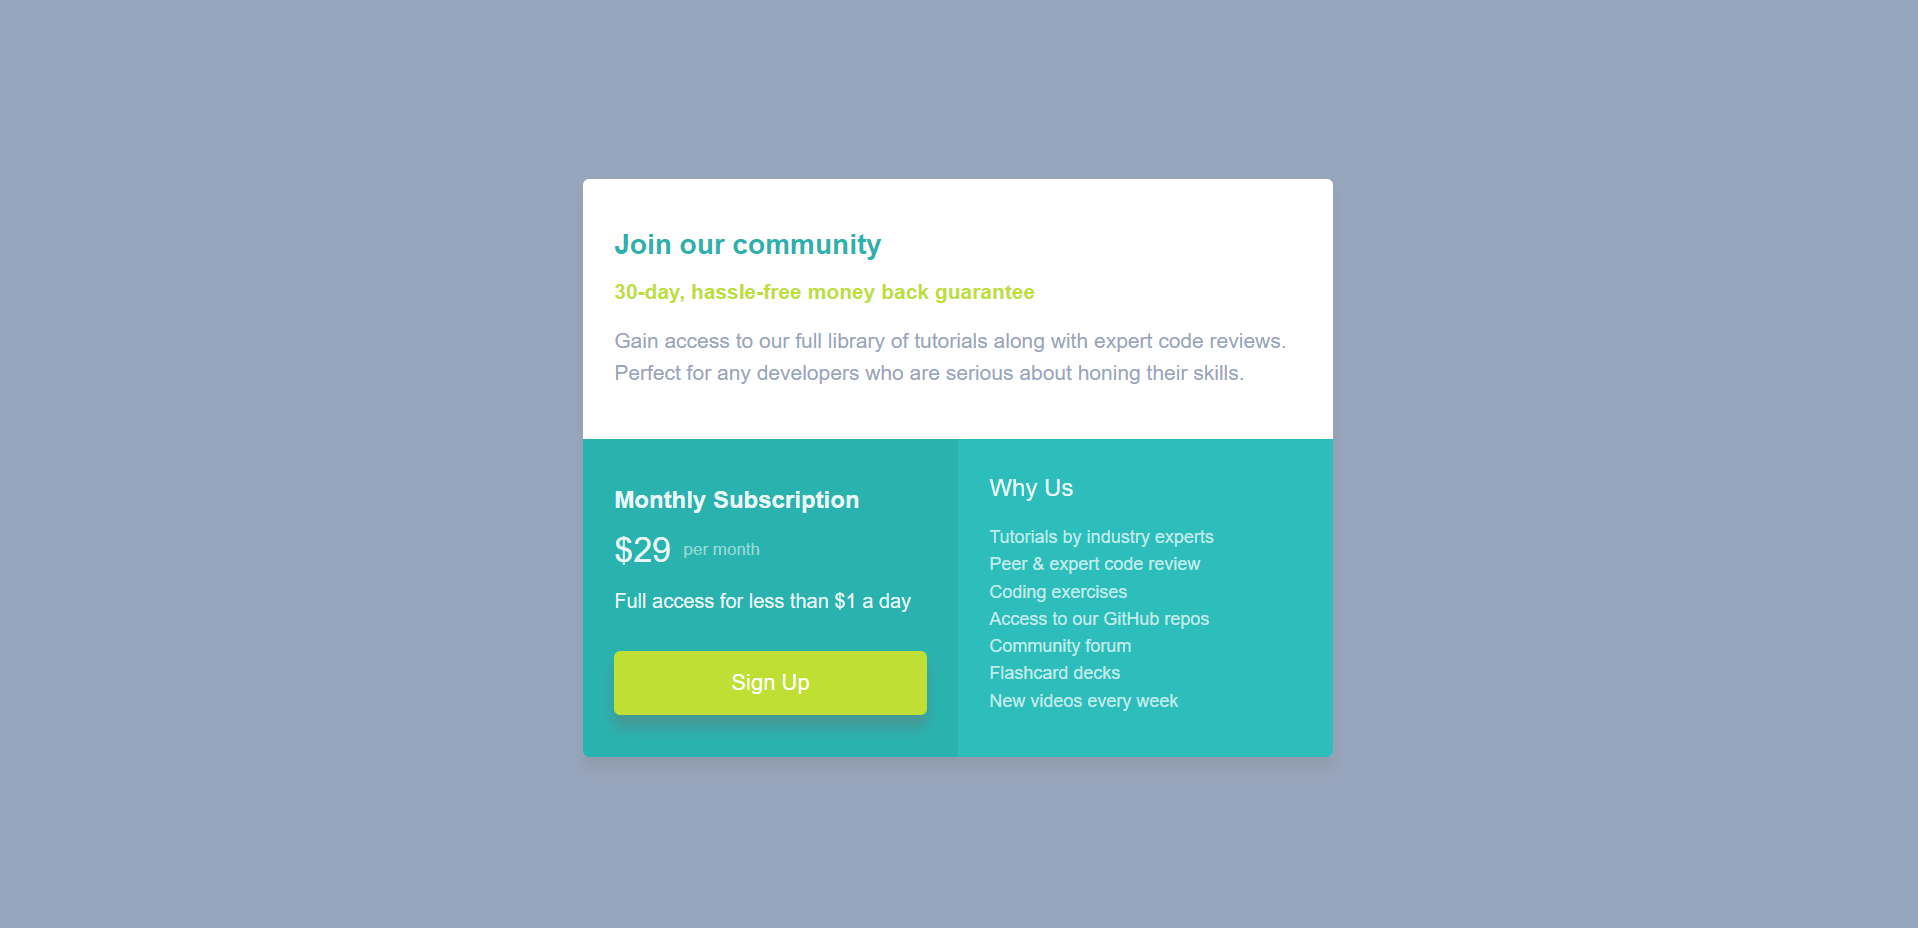 Join our community
30-day, hassle-free money back guarantee
Gain access to our full library of tutorials along with expert code reviews.
Perfect for any developers who are serious about honing their skills.
Monthly Subscription
$29 per month
Full access for less than $1 a day
Sign Up
Why Us
Tutorials by industry experts
Peer & expert code review
Coding exercises
Access to our GitHub repos
Community forum
Flashcard decks
New videos every week